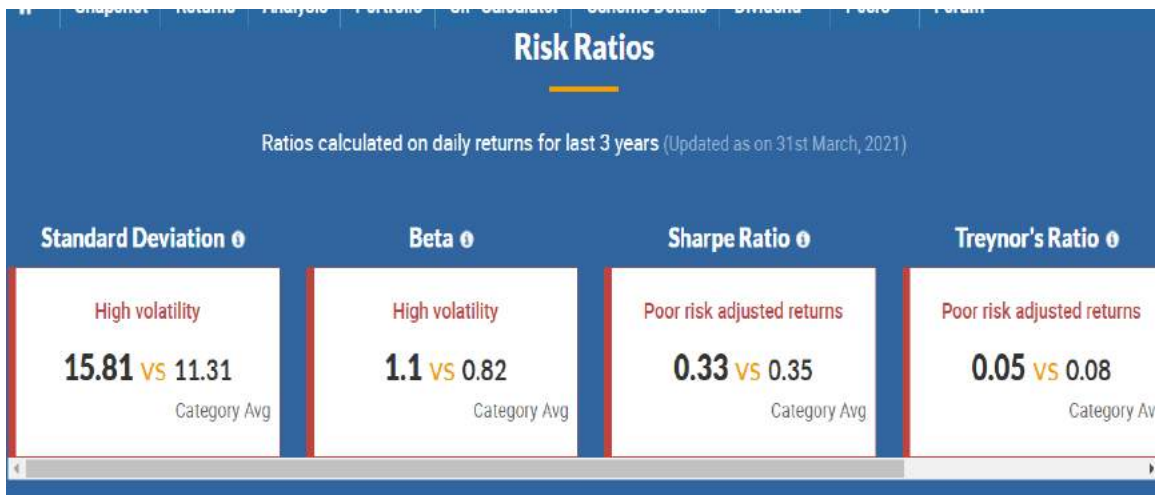 Risk Ratios
Ratios calculated on daily returns for last 3 years (Updated as on 31st March, 2021)
Standard Deviation Beta Sharpe Ratio Treynor's Ratio
High volatility High volatility Poor risk adjusted returns Poor risk adjusted returns
15.81 vs 11.31 1.1 vs 0.82 0.33 vs 0.35 0.05 vs 0.08
Category Avg Category Avg Category Avg Category